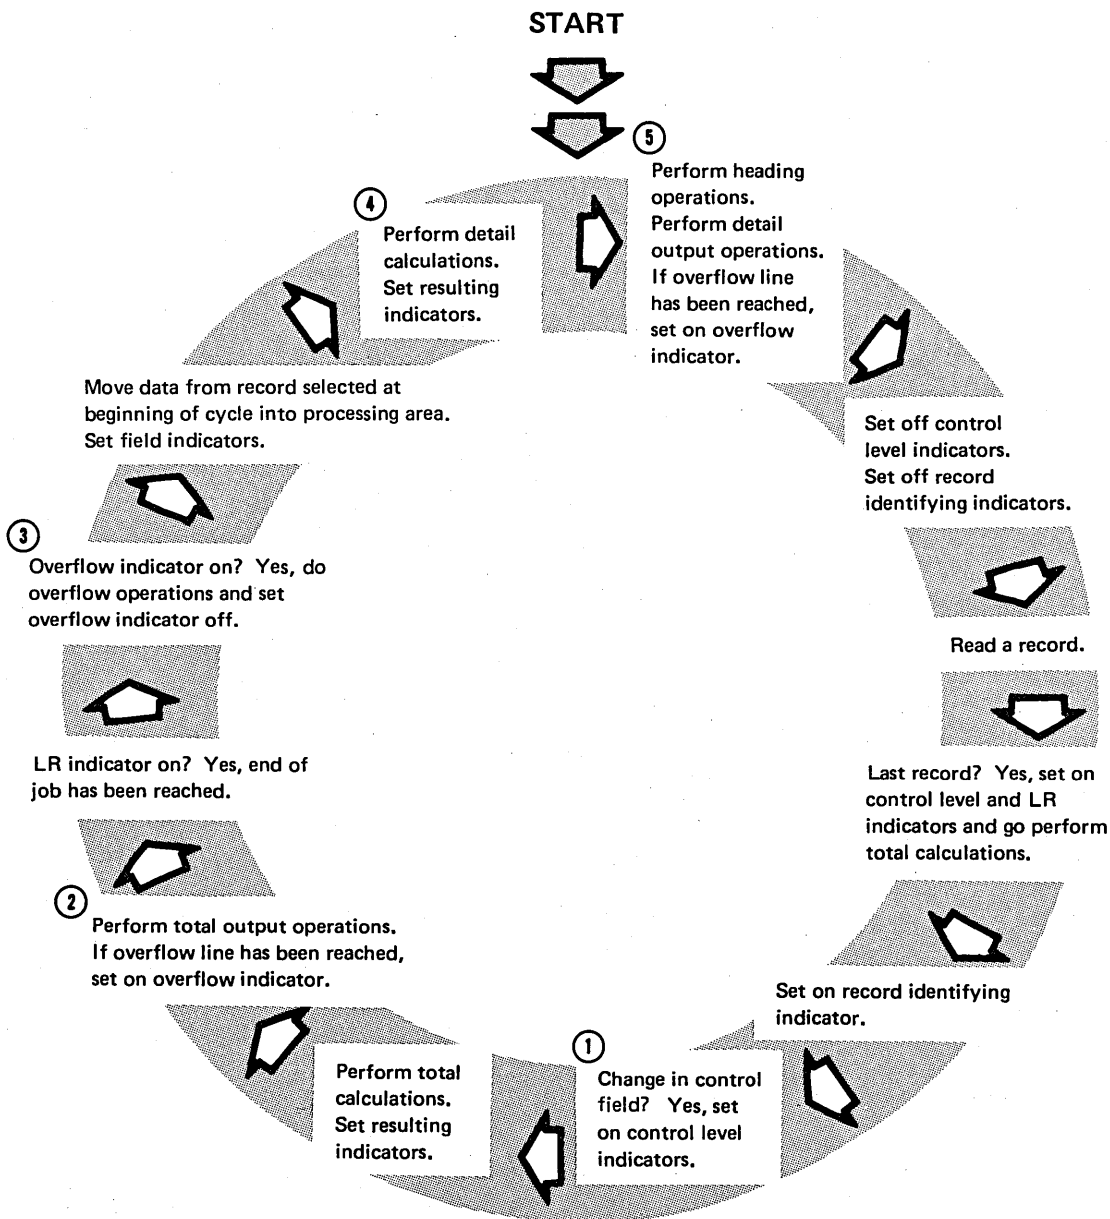 START
5
Perform heading
operations.
Perform detail
output operations.
If overflow line
has been reached,
set on overflow
indicator.
Set off control
level indicators.
Set off record
identifying indicators.
Read a record.
Last record? Yes, set on
control level and LR
indicators and go perform
total calculations.
Set on record identifying
indicator.
1
Change in control
field? Yes, set
on control level
indicators.
Perform total
calculations.
Set resulting
indicators.
2
Perform total output operations.
If overflow line has been reached,
set on overflow indicator.
LR indicator on? Yes, end of
job has been reached.
3
Overflow indicator on? Yes, do
overflow operations and set
overflow indicator off.
Move data from record selected at
beginning of cycle into processing area.
Set field indicators.
4
Perform detail
calculations.
Set resulting
indicators.